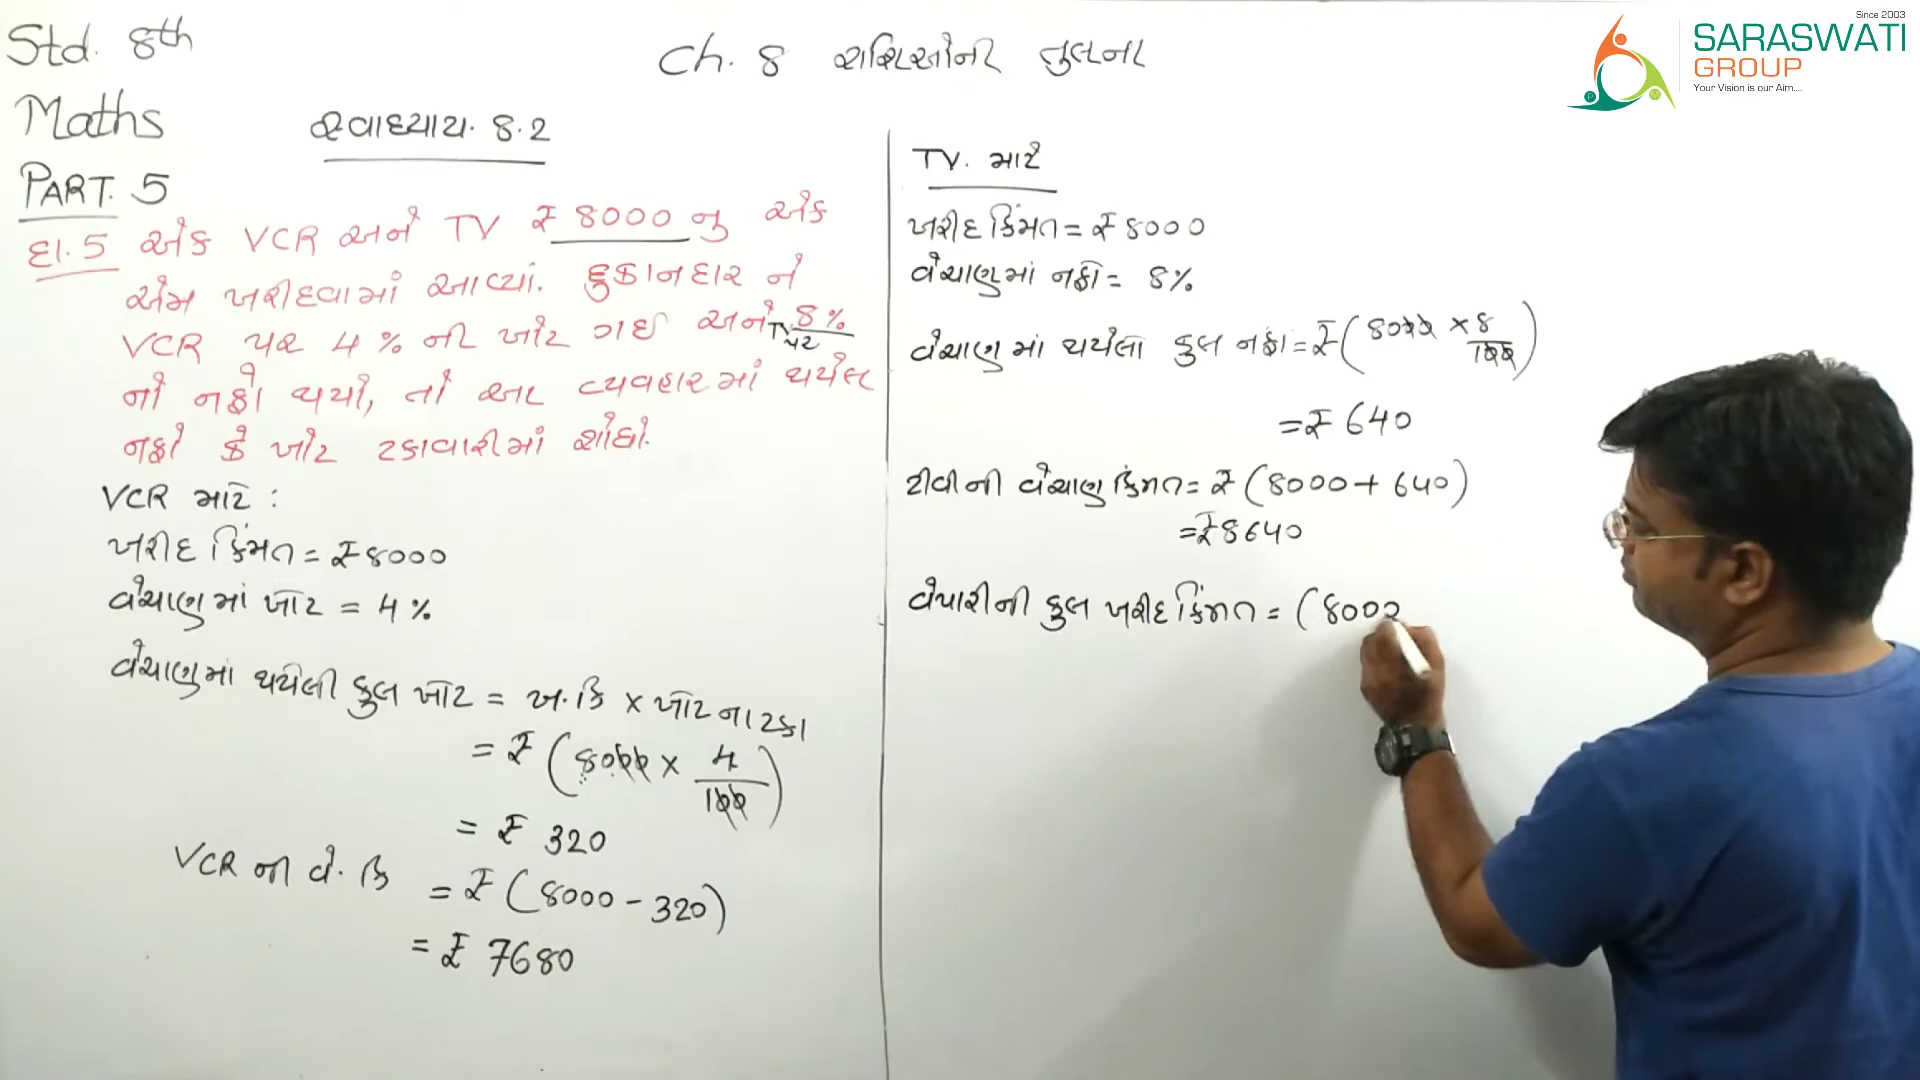 Std. 8th
Maths
PART. 5
Ch. 8 રાશિઓની તુલના
Since 2003
SARASWATI
GROUP
Your Vision is our Aim....
સ્વાધ્યાય. 8.2
દા.5 એક VCR અને TV ₹ 8000 નુ એક
એમ ખરીદવામાં આવ્યાં. દુકાનદાર ને
VCR પર 4 % ની ખોટ ગઈ અને TV પર 8%
નો નફો થયો, તો આ વ્યવહારમાં થયેલ
નફો કે ખોટ ટકાવારીમાં શોધો.
VCR માટે :
ખરીદ કિંમત = ₹ 8000
વેચાણમાં ખોટ = 4 %
વેચાણમાં થયેલી કુલ ખોટ = ખ.કિ × ખોટ ના ટકા
= ₹ (8000 × 4/100)
= ₹ 320
VCR ની વે. કિ = ₹ (8000 - 320)
= ₹ 7680
TV. માટે
ખરીદ કિંમત = ₹ 8000
વેચાણમાં નફો = 8%
વેચાણમાં થયેલો કુલ નફો = ₹ (8000 × 8/100)
= ₹ 640
ટીવીની વેચાણ કિંમત = ₹ (8000 + 640)
= ₹ 8640
વેપારીની કુલ ખરીદ કિંમત = (8000